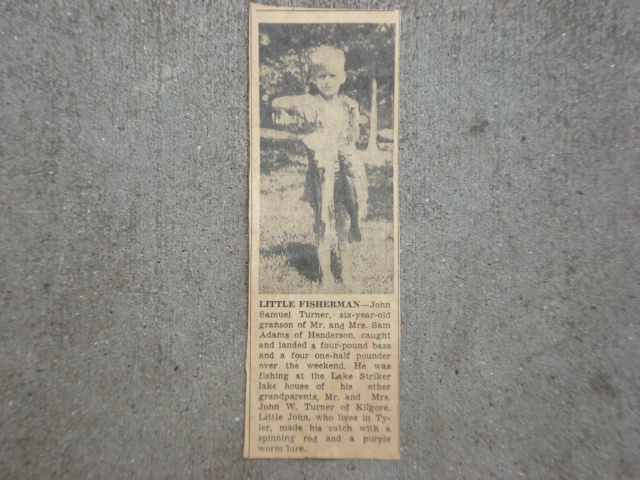 LITTLE FISHERMAN—John
Samuel Turner, six-year-old
granson of Mr. and Mrs. Sam
Adams of Henderson, caught
and landed a four-pound bass
and a four one-half pounder
over the weekend. He was
fishing at the Lake Striker
lake house of his other
grandparents, Mr. and Mrs.
John W. Turner of Kilgore.
Little John, who lives in Ty-
ler, made his catch with a
spinning rod and a purple
worm lure.